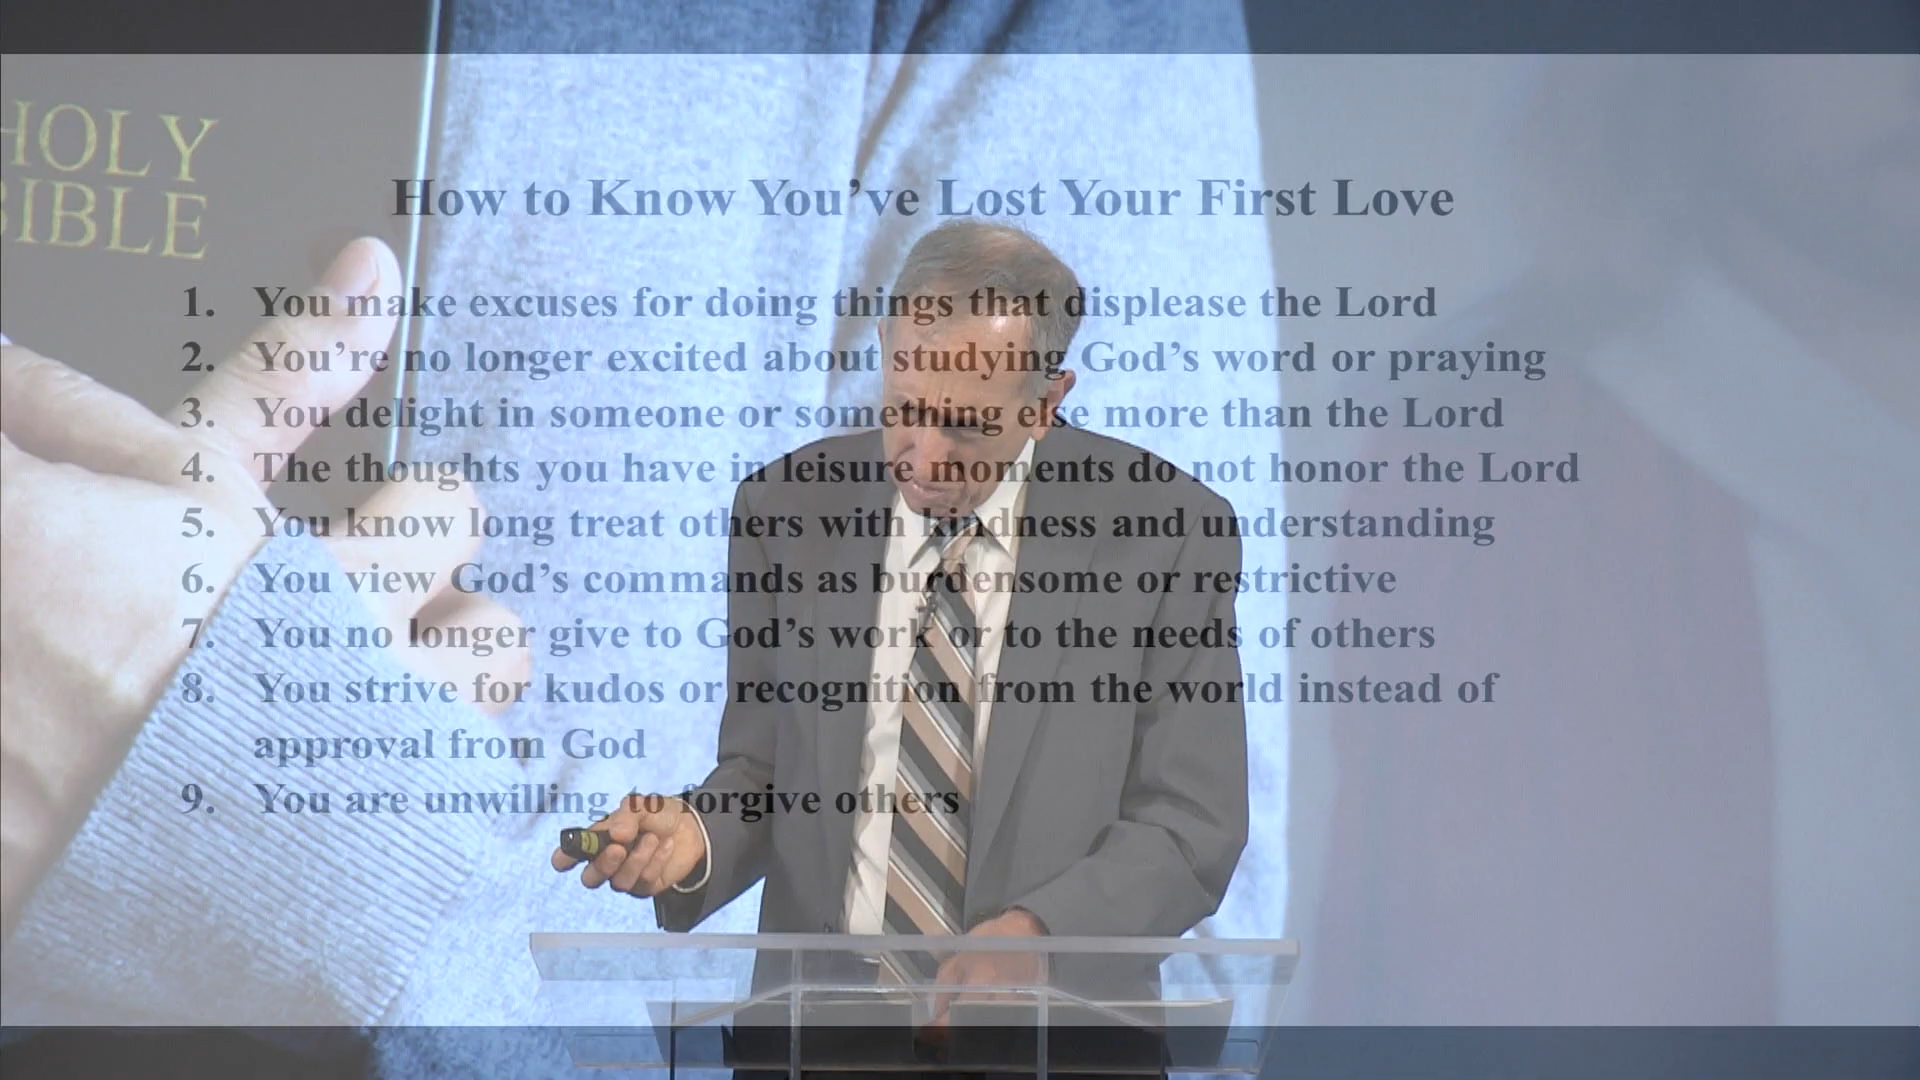 HOLY
BIBLE
How to Know You’ve Lost Your First Love
1. You make excuses for doing things that displease the Lord
2. You’re no longer excited about studying God’s word or praying
3. You delight in someone or something else more than the Lord
4. The thoughts you have in leisure moments do not honor the Lord
5. You know long treat others with kindness and understanding
6. You view God’s commands as burdensome or restrictive
7. You no longer give to God’s work or to the needs of others
8. You strive for kudos or recognition from the world instead of
approval from God
9. You are unwilling to forgive others